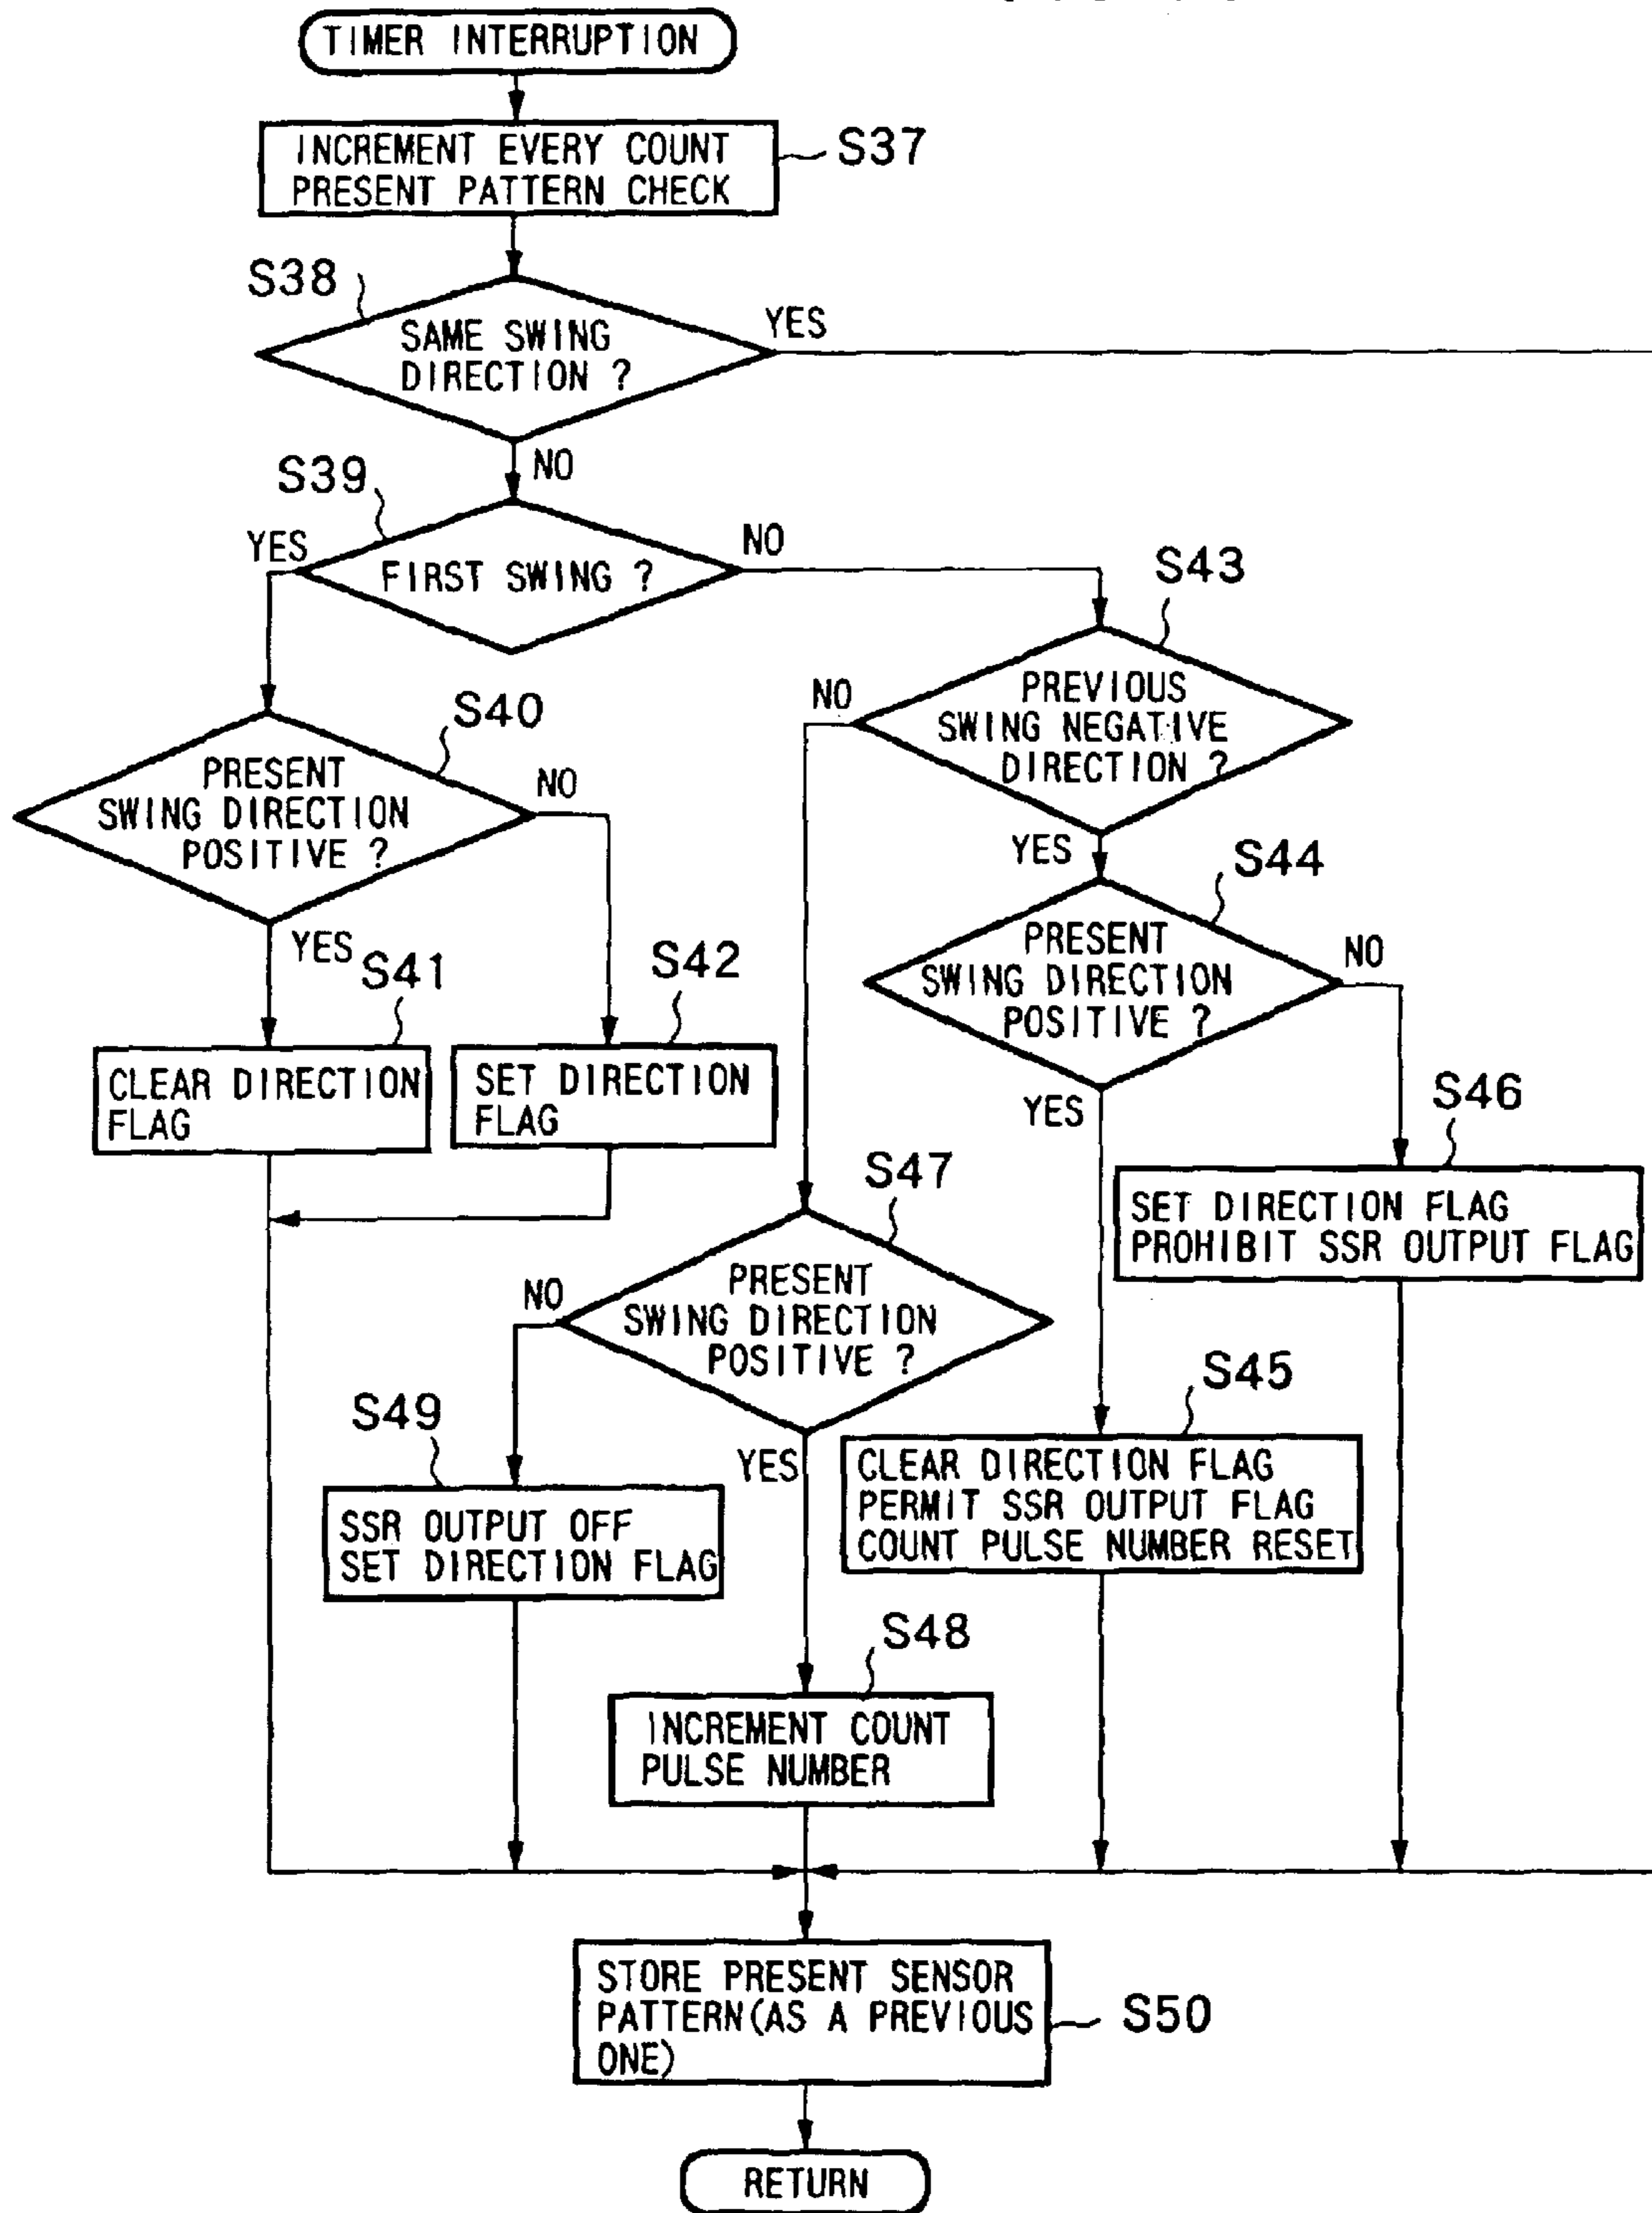 TIMER INTERRUPTION
INCREMENT EVERY COUNT
PRESENT PATTERN CHECK
S37
S38
SAME SWING
DIRECTION ?
YES
NO
S39
YES
FIRST SWING ?
NO
S43
PREVIOUS
SWING NEGATIVE
DIRECTION ?
NO
YES
S40
PRESENT
SWING DIRECTION
POSITIVE ?
NO
YES
S44
PRESENT
SWING DIRECTION
POSITIVE ?
NO
YES
S41
CLEAR DIRECTION
FLAG
S42
SET DIRECTION
FLAG
S46
SET DIRECTION FLAG
PROHIBIT SSR OUTPUT FLAG
S47
PRESENT
SWING DIRECTION
POSITIVE ?
NO
YES
S45
CLEAR DIRECTION FLAG
PERMIT SSR OUTPUT FLAG
COUNT PULSE NUMBER RESET
S49
SSR OUTPUT OFF
SET DIRECTION FLAG
S48
INCREMENT COUNT
PULSE NUMBER
STORE PRESENT SENSOR
PATTERN(AS A PREVIOUS
ONE)
S50
RETURN